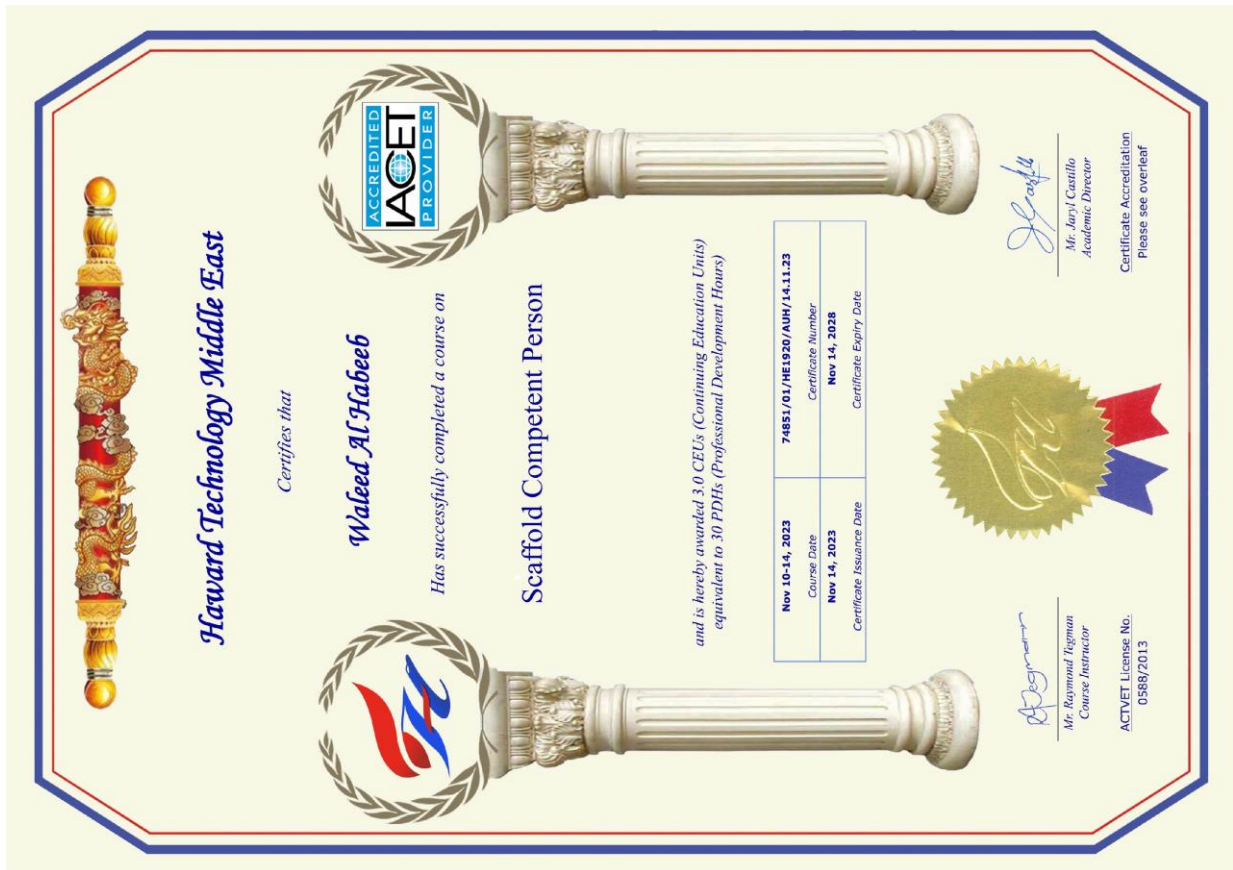 Haward Technology Middle East
Certifies that
Waleed Al Habeeb
Has successfully completed a course on
Scaffold Competent Person
ACCREDITED
IACET
PROVIDER
and is hereby awarded 3.0 CEUs (Continuing Education Units)
equivalent to 30 PDHs (Professional Development Hours)
Nov 10-14, 2023
Course Date
74851/01/HE1920/AUH/14.11.23
Certificate Number
Nov 14, 2023
Certificate Issuance Date
Nov 14, 2028
Certificate Expiry Date
Mr. Raymond Tegman
Course Instructor
Mr. Jaryl Castillo
Academic Director
ACTVET License No.
0588/2013
Certificate Accreditation
Please see overleaf